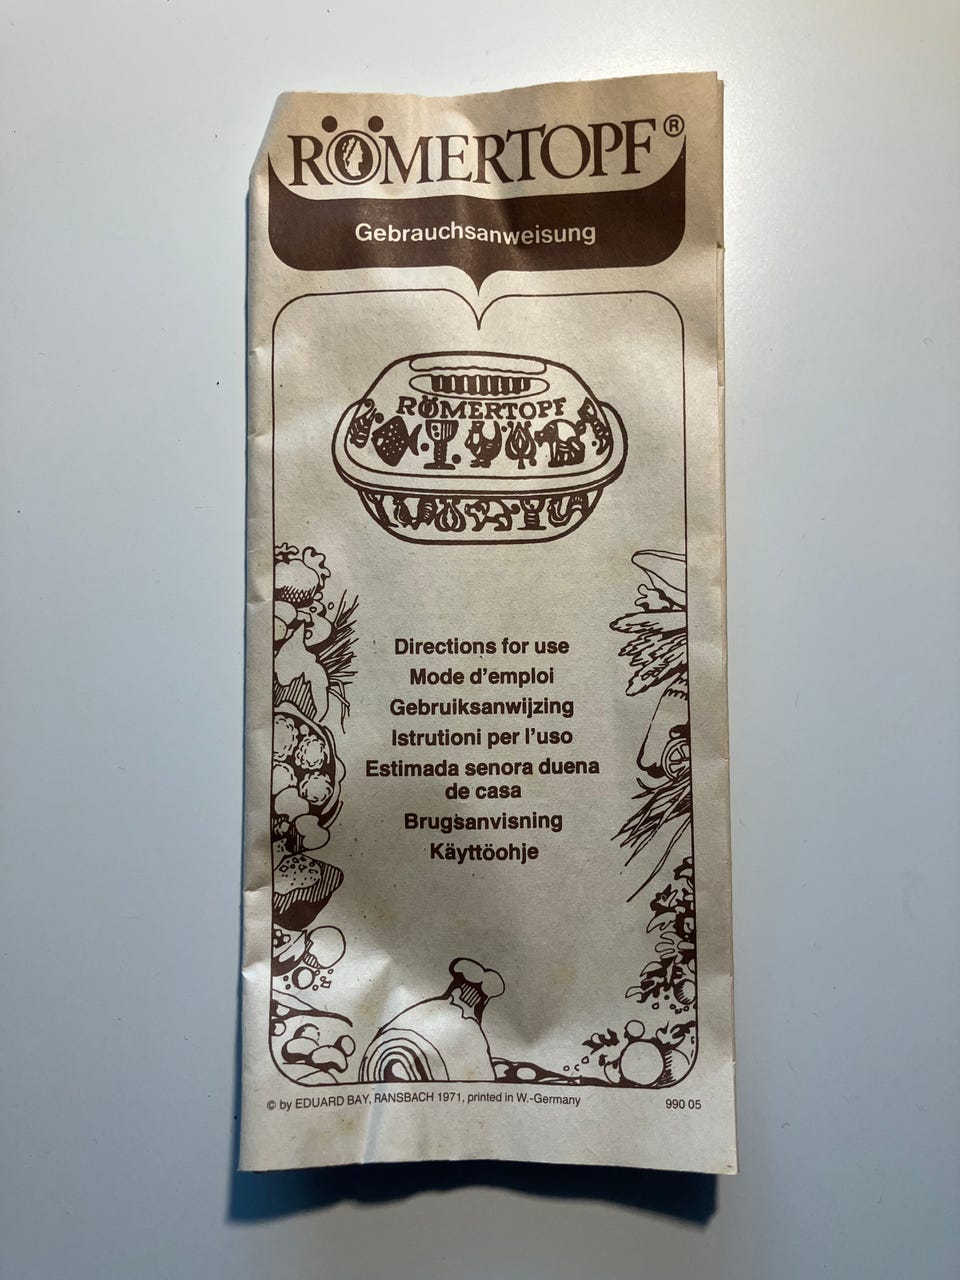 RÖMERTOPF®
Gebrauchsanweisung
RÖMERTOPF
Directions for use
Mode d'emploi
Gebruiksanwijzing
Istrutioni per l'uso
Estimada senora duena
de casa
Brugsanvisning
Käyttöohje
© by EDUARD BAY, RANSBACH 1971, printed in W.-Germany 990 05